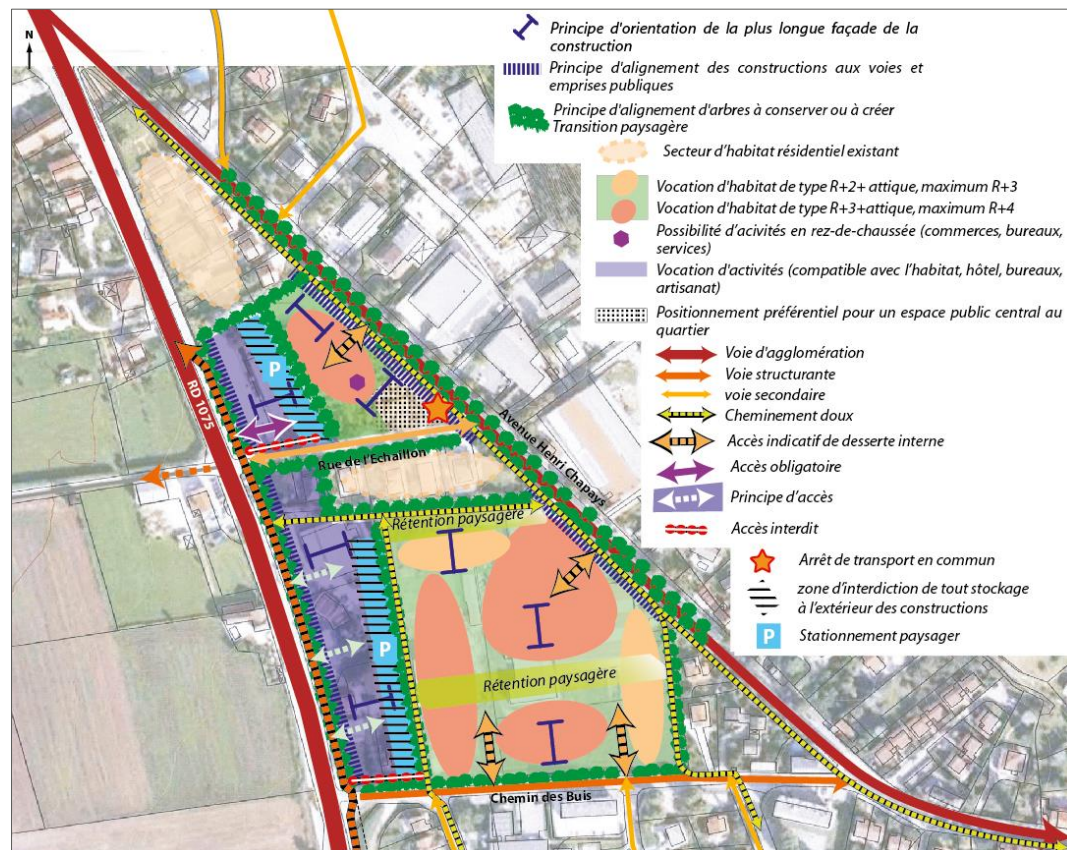 N
Principe d'orientation de la plus longue façade de la
construction
Principe d'alignement des constructions aux voies et
emprises publiques
Principe d'alignement d'arbres à conserver ou à créer
Transition paysagère
Secteur d'habitat résidentiel existant
Vocation d'habitat de type R+2+ attique, maximum R+3
Vocation d'habitat de type R+3+attique, maximum R+4
Possibilité d'acivités en rez-de-chaussée (commerces, bureaux,
services)
Vocation d'activités (compatible avec l'habitat, hôtel, bureaux,
artisanat)
Positionnement préférentiel pour un espace public central au
quartier
Voie d'agglomération
Voie structurante
voie secondaire
Cheminement doux
Accès indicatif de desserte interne
Accès obligatoire
Principe d'accès
Accès interdit
Arrêt de transport en commun
zone d'interdiction de tout stockage
à l'extérieur des constructions
P Stationnement paysager
RD 1075
P
Avenue Henri Chapays
Rue de l'Echaillon
Rétention paysagère
P
Rétention paysagère
Chemin des Buis